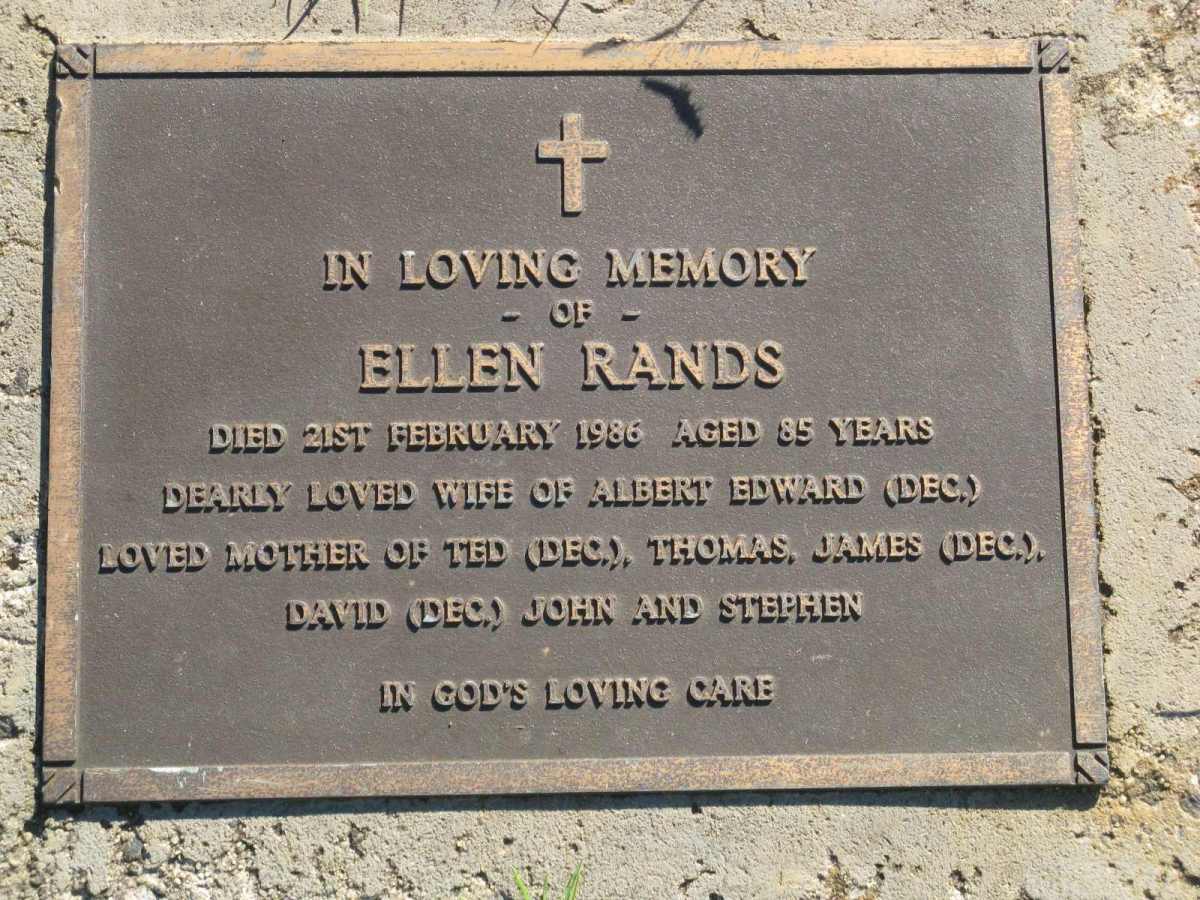 IN LOVING MEMORY
- OF -
ELLEN RANDS
DIED 21ST FEBRUARY 1986 AGED 85 YEARS
DEARLY LOVED WIFE OF ALBERT EDWARD (DEC.)
LOVED MOTHER OF TED (DEC.), THOMAS, JAMES (DEC.),
DAVID (DEC.) JOHN AND STEPHEN
IN GOD'S LOVING CARE